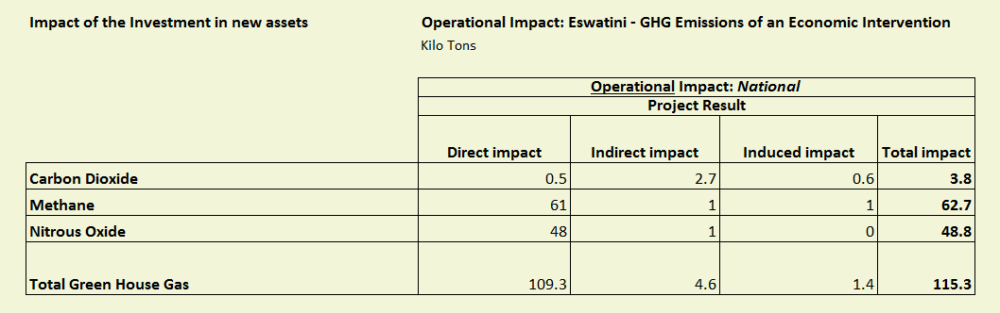 Impact of the Investment in new assets Operational Impact: Eswatini - GHG Emissions of an Economic Intervention
Kilo Tons
Operational Impact: National
Project Result
Direct impact Indirect impact Induced impact Total impact
Carbon Dioxide 0.5 2.7 0.6 3.8
Methane 61 1 1 62.7
Nitrous Oxide 48 1 0 48.8
Total Green House Gas 109.3 4.6 1.4 115.3